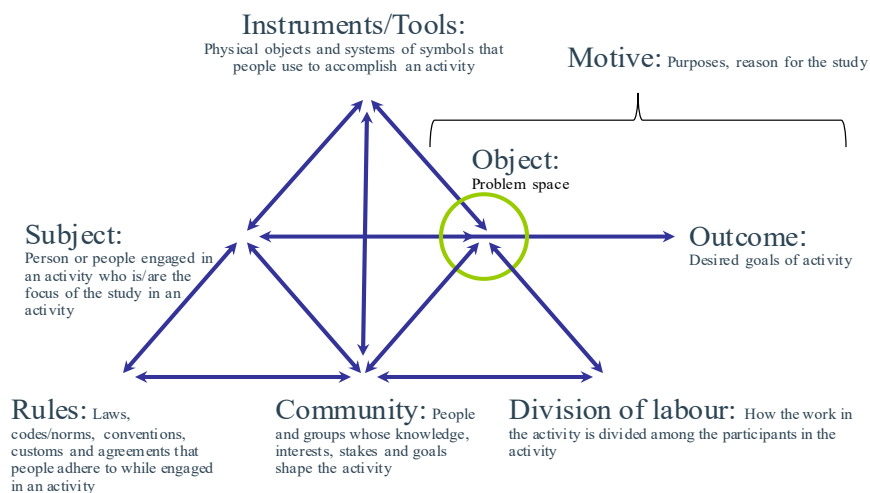 Instruments/Tools:
Physical objects and systems of symbols that
people use to accomplish an activity
Motive: Purposes, reason for the study
Object:
Problem space
Subject:
Person or people engaged in
an activity who is/are the
focus of the study in an
activity
Outcome:
Desired goals of activity
Rules: Laws,
codes/norms, conventions,
customs and agreements that
people adhere to while engaged
in an activity
Community: People
and groups whose knowledge,
interests, stakes and goals
shape the activity
Division of labour: How the work in
the activity is divided among the participants in the
activity